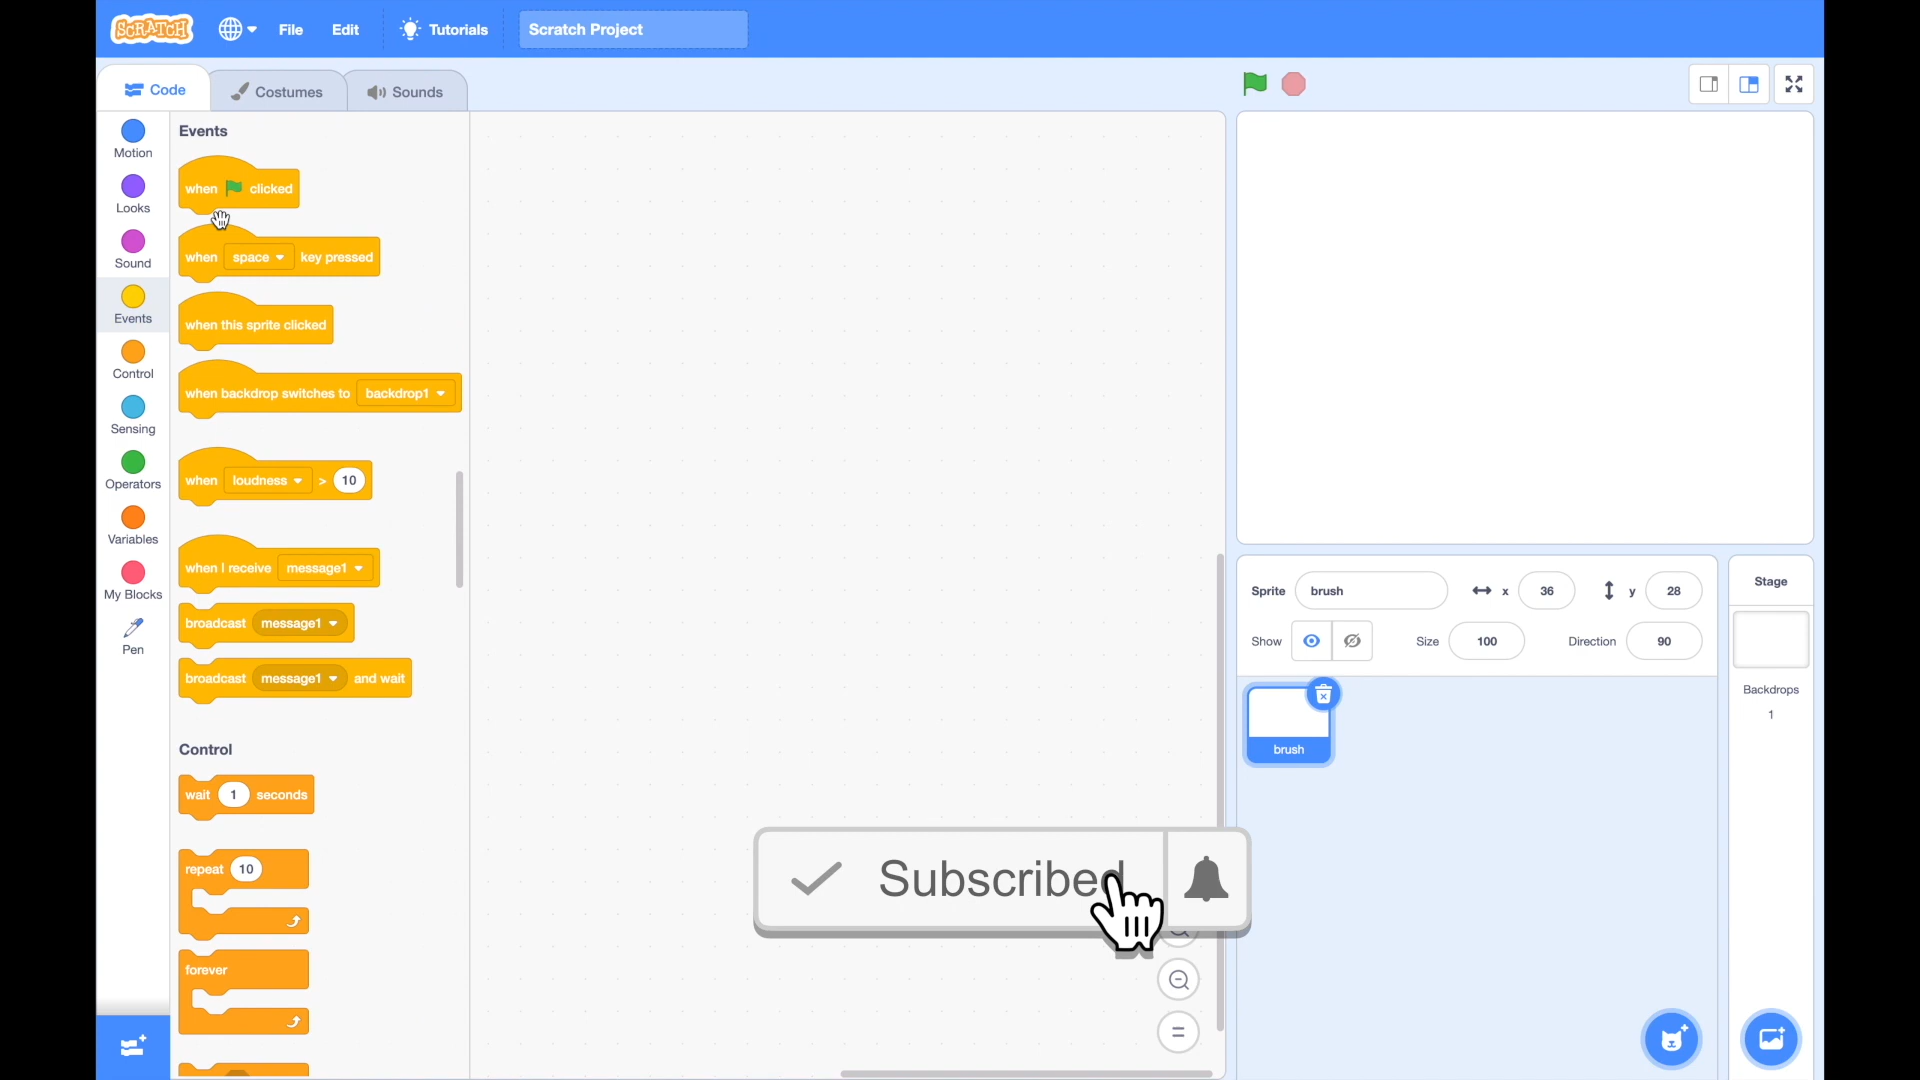 SCRATCH
File
Edit
Tutorials
Scratch Project
Code
Costumes
Sounds
Motion
Looks
Sound
Events
Control
Sensing
Operators
Variables
My Blocks
Pen
Events
when clicked
when space key pressed
when this sprite clicked
when backdrop switches to backdrop1
when loudness > 10
when I receive message1
broadcast message1
broadcast message1 and wait
Control
wait 1 seconds
repeat 10
forever
Subscribed
Sprite brush x 36 y 28
Show Size 100 Direction 90
brush
Stage
Backdrops
1